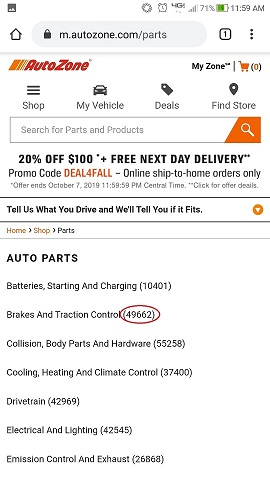 4G 71% 11:59 AM
m.autozone.com/parts 1
AutoZone
My Zone™ (0)
Shop My Vehicle Deals Find Store
Search for Parts and Products
20% OFF $100 *+ FREE NEXT DAY DELIVERY**
Promo Code DEAL4FALL – Online ship-to-home orders only
*Offer ends October 7, 2019 11:59:59 PM Central Time. **Click for offer deails.
Tell Us What You Drive and We'll Tell You if it Fits.
Home > Shop > Parts
AUTO PARTS
Batteries, Starting And Charging (10401)
Brakes And Traction Control (49662)
Collision, Body Parts And Hardware (55258)
Cooling, Heating And Climate Control (37400)
Drivetrain (42969)
Electrical And Lighting (42545)
Emission Control And Exhaust (26868)